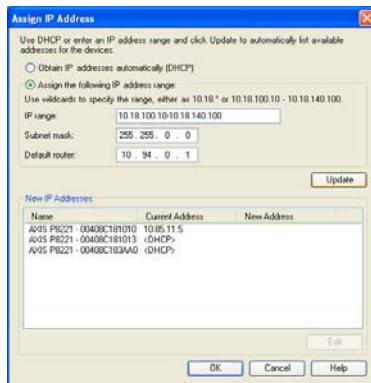 Assign IP Address
Use DHCP or enter an IP address range and click Update to automatically list available
addresses for the devices.
Obtain IP addresses automatically (DHCP)
Assign the following IP address range:
Use wildcards to specify the range, either as 10.18.* or 10.18.100.10 - 10.18.140.100.
IP range: 10.18.100.10-10.18.140.100
Subnet mask: 255 . 255 . 0 . 0
Default router: 10 . 94 . 0 . 1
Update
New IP Addresses:
Name Current Address New Address
AXIS P8221 - 00408C181010 10.85.11.5
AXIS P8221 - 00408C181013 <DHCP>
AXIS P8221 - 00408C183AA0 <DHCP>
Edit
OK Cancel Help